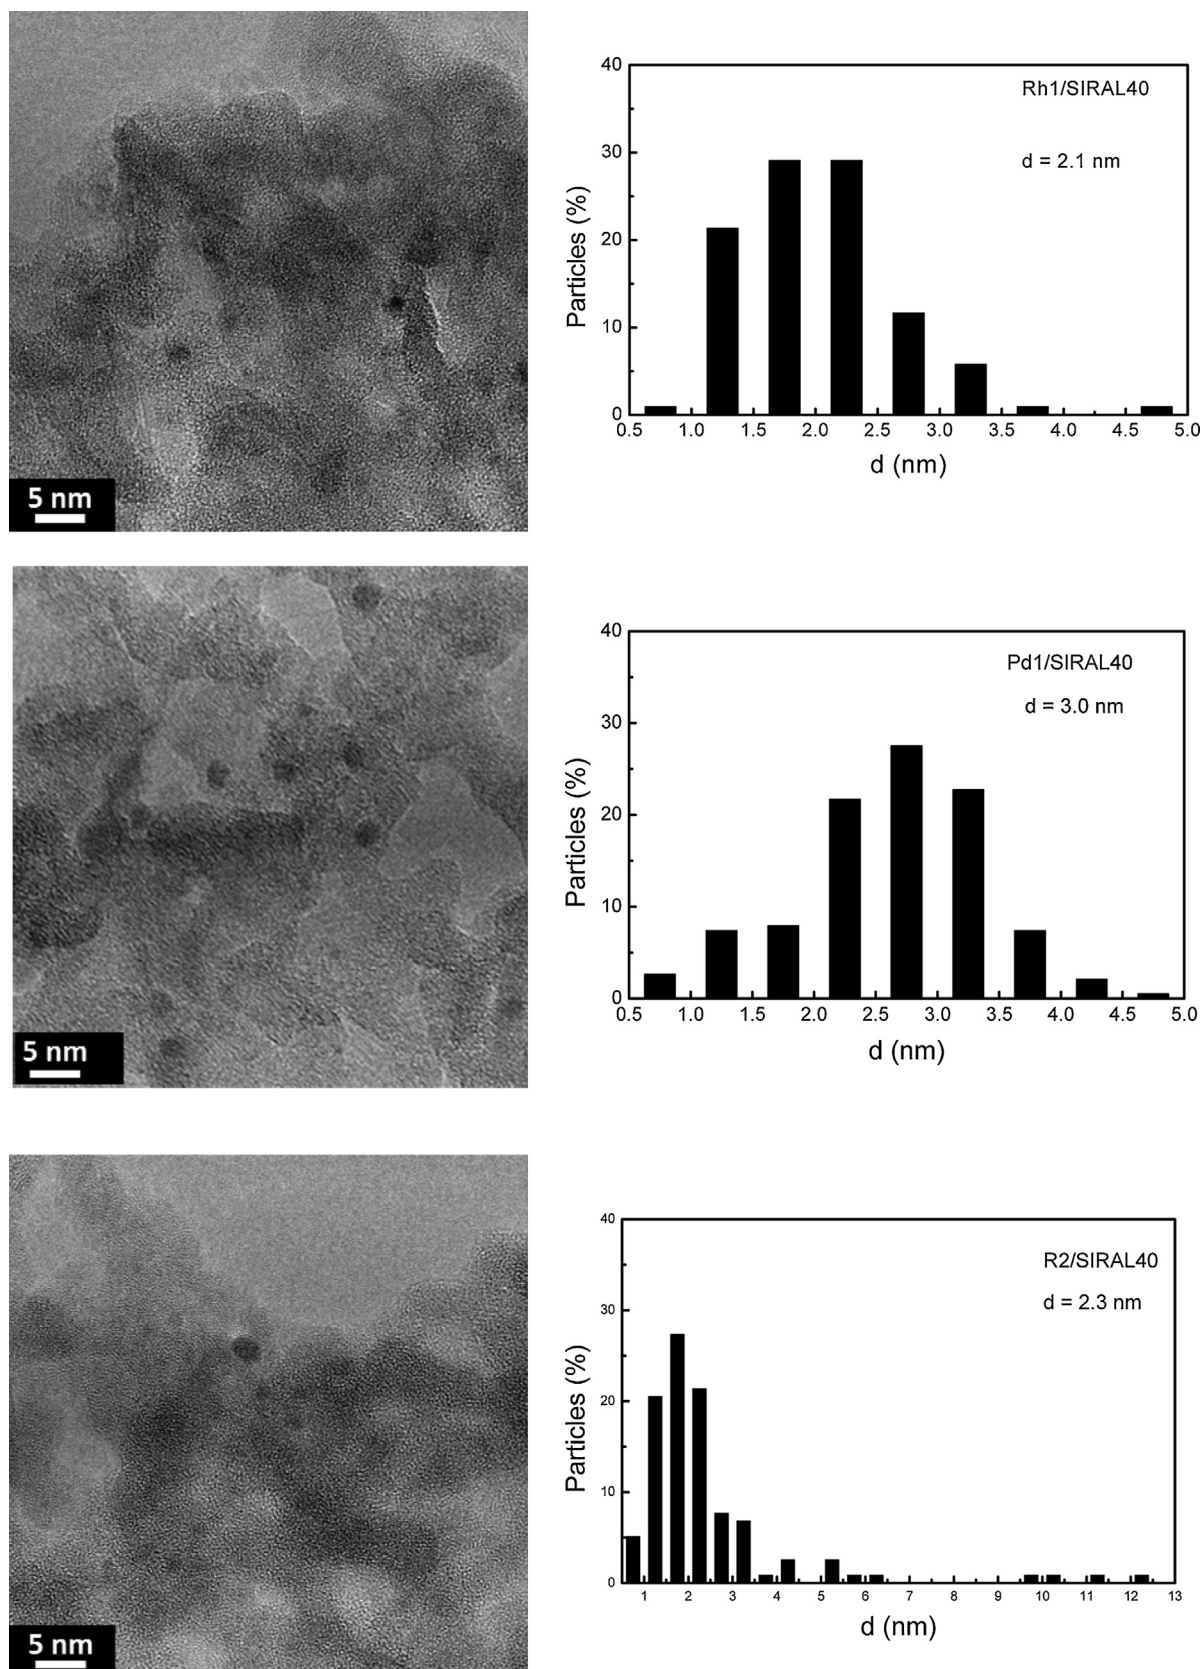 5 nm
40
30
20
10
0
Particles (%)
Rh1/SIRAL40
d = 2.1 nm
0.5 1.0 1.5 2.0 2.5 3.0 3.5 4.0 4.5 5.0
d (nm)
5 nm
40
30
20
10
0
Particles (%)
Pd1/SIRAL40
d = 3.0 nm
0.5 1.0 1.5 2.0 2.5 3.0 3.5 4.0 4.5 5.0
d (nm)
5 nm
40
30
20
10
0
Particles (%)
R2/SIRAL40
d = 2.3 nm
1 2 3 4 5 6 7 8 9 10 11 12 13
d (nm)